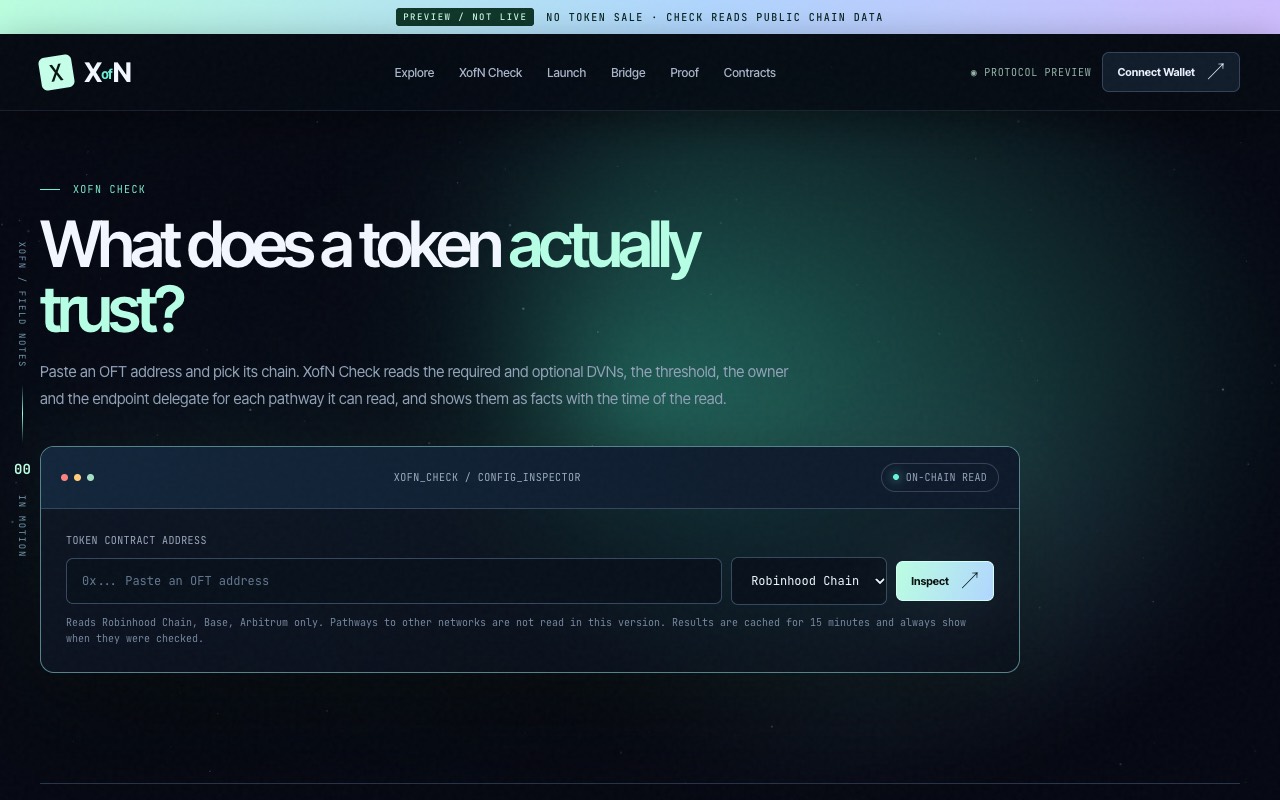 PREVIEW / NOT LIVE NO TOKEN SALE · CHECK READS PUBLIC CHAIN DATA
X XofN
Explore XofN Check Launch Bridge Proof Contracts
◉ PROTOCOL PREVIEW
Connect Wallet
XOFN CHECK
What does a token actually
trust?
Paste an OFT address and pick its chain. XofN Check reads the required and optional DVNs, the threshold, the owner
and the endpoint delegate for each pathway it can read, and shows them as facts with the time of the read.
XOFN / FIELD NOTES
00
IN MOTION
XOFN_CHECK / CONFIG_INSPECTOR
ON-CHAIN READ
TOKEN CONTRACT ADDRESS
0x... Paste an OFT address
Robinhood Chain
Inspect
Reads Robinhood Chain, Base, Arbitrum only. Pathways to other networks are not read in this version. Results are cached for 15 minutes and always show
when they were checked.